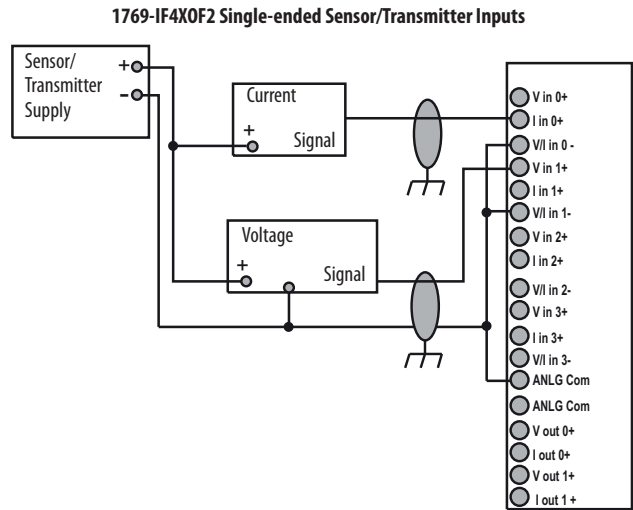 1769-IF4XOF2 Single-ended Sensor/Transmitter Inputs
Sensor/
Transmitter
Supply
+
-
Current
+
Signal
Voltage
+
Signal
V in 0+
I in 0+
V/I in 0 -
V in 1+
I in 1+
V/I in 1-
V in 2+
I in 2+
V/I in 2-
V in 3+
I in 3+
V/I in 3-
ANLG Com
ANLG Com
V out 0+
I out 0+
V out 1+
I out 1 +